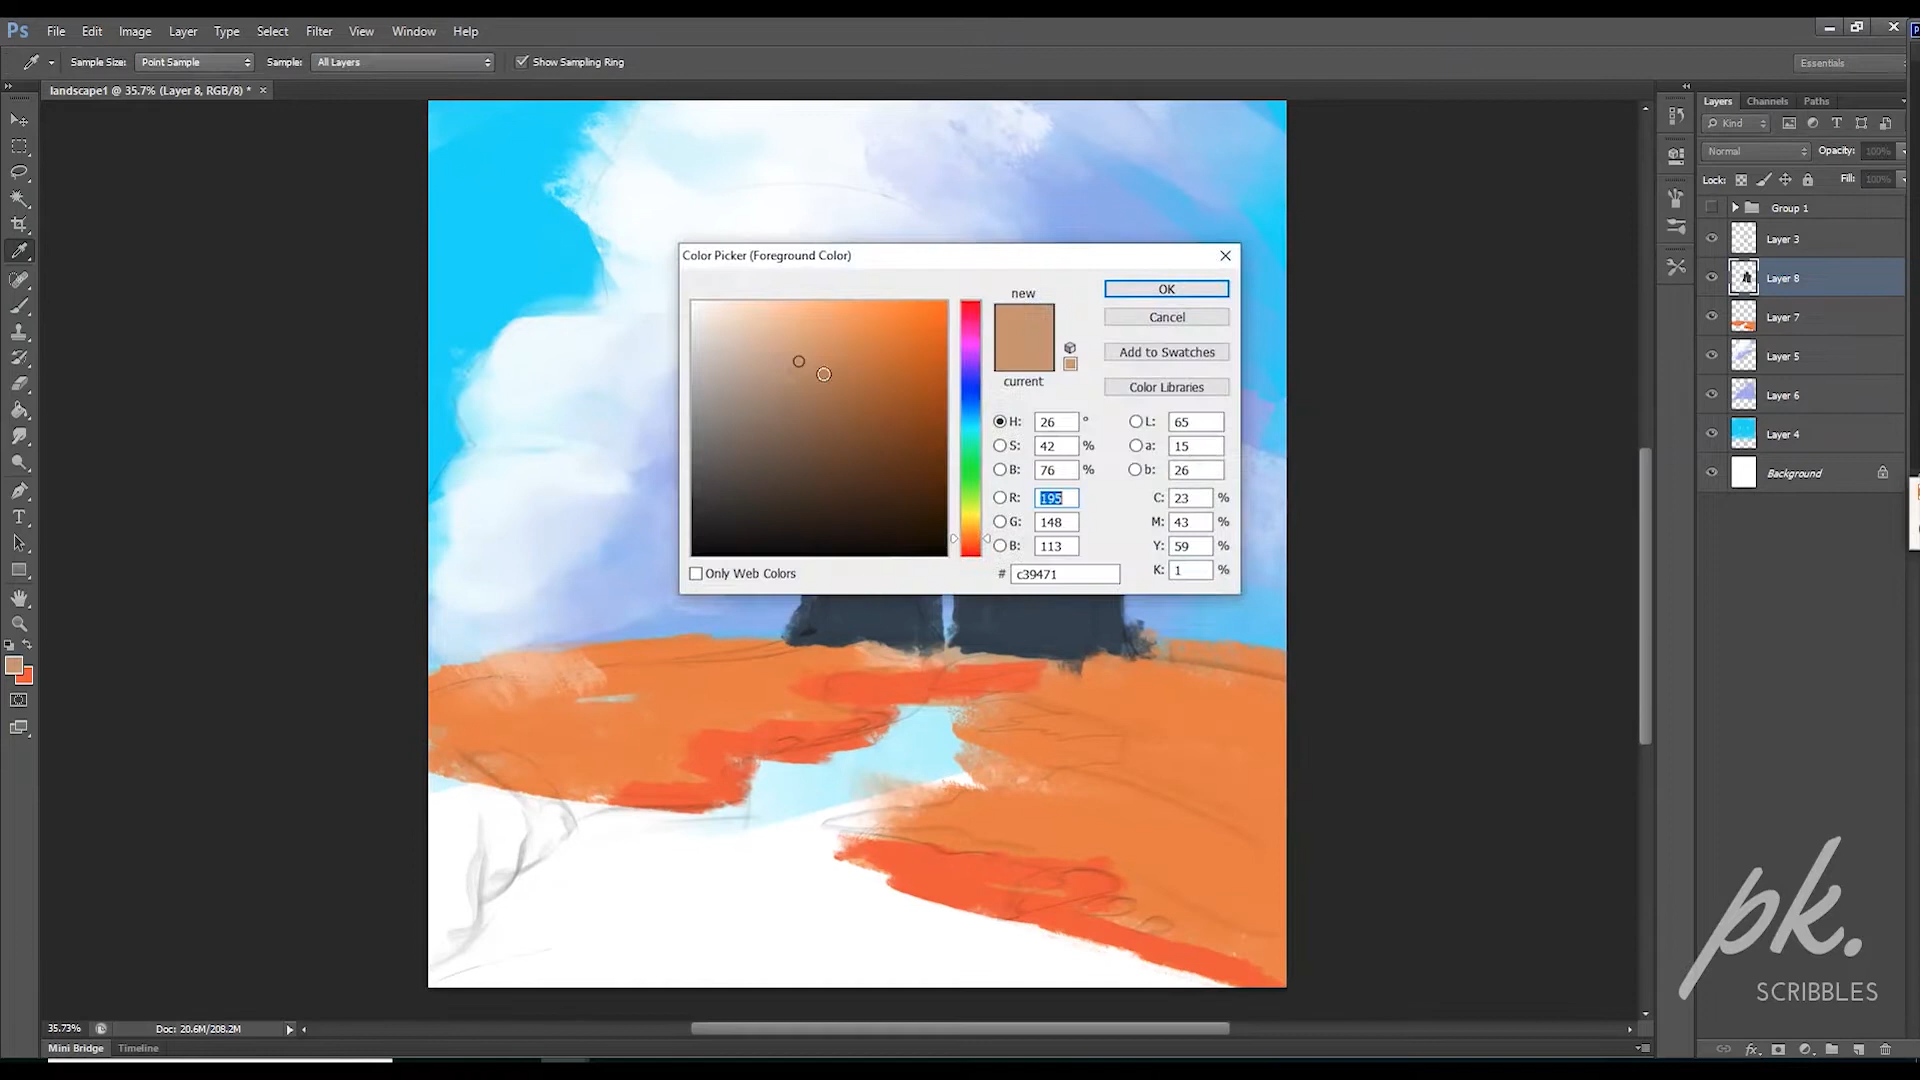 Ps File Edit Image Layer Type Select Filter View Window Help
Sample Size: Point Sample Sample: All Layers Show Sampling Ring Essentials
landscape1 @ 35.7% (Layer 8, RGB/8) *
Layers Channels Paths
Kind
Normal Opacity: 100%
Lock: Fill: 100%
Group 1
Layer 3
Layer 8
Layer 7
Layer 5
Layer 6
Layer 4
Background
Color Picker (Foreground Color)
new
current
OK
Cancel
Add to Swatches
Color Libraries
H: 26 °
S: 42 %
B: 76 %
R: 195
G: 148
B: 113
# c39471
L: 65
a: 15
b: 26
C: 23 %
M: 43 %
Y: 59 %
K: 1 %
Only Web Colors
pk.
SCRIBBLES
35.73% Doc: 20.6M/208.2M
Mini Bridge Timeline